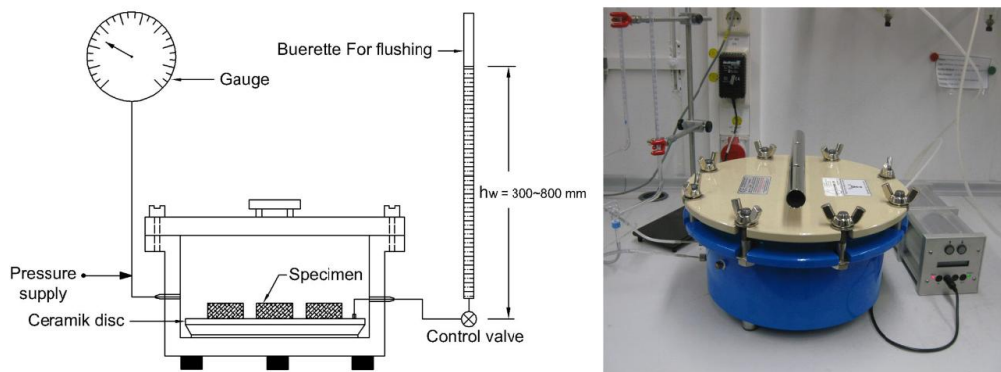 Buerette For flushing
Gauge
hw = 300~800 mm
Pressure
supply
Specimen
Ceramik disc
Control valve